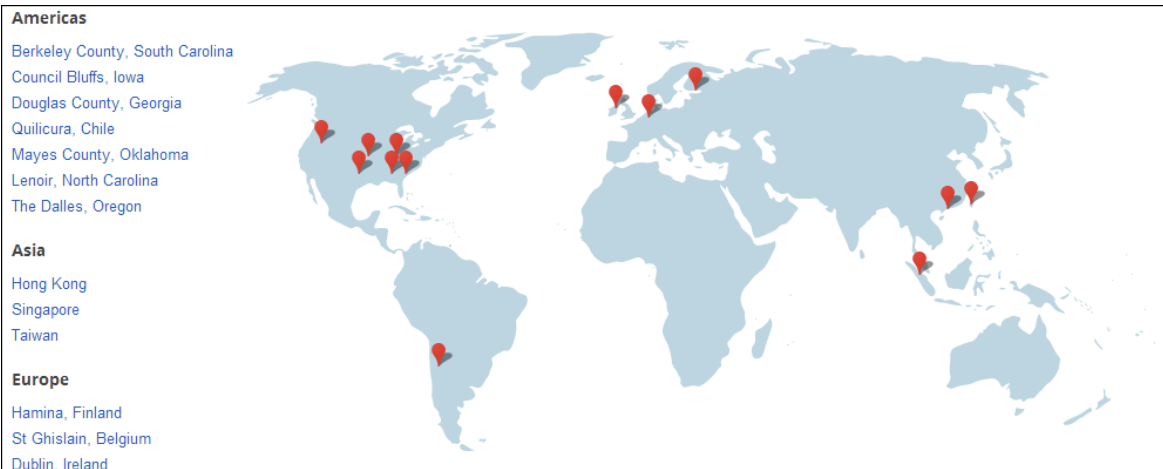 Americas
Berkeley County, South Carolina
Council Bluffs, Iowa
Douglas County, Georgia
Quilicura, Chile
Mayes County, Oklahoma
Lenoir, North Carolina
The Dalles, Oregon
Asia
Hong Kong
Singapore
Taiwan
Europe
Hamina, Finland
St Ghislain, Belgium
Dublin, Ireland